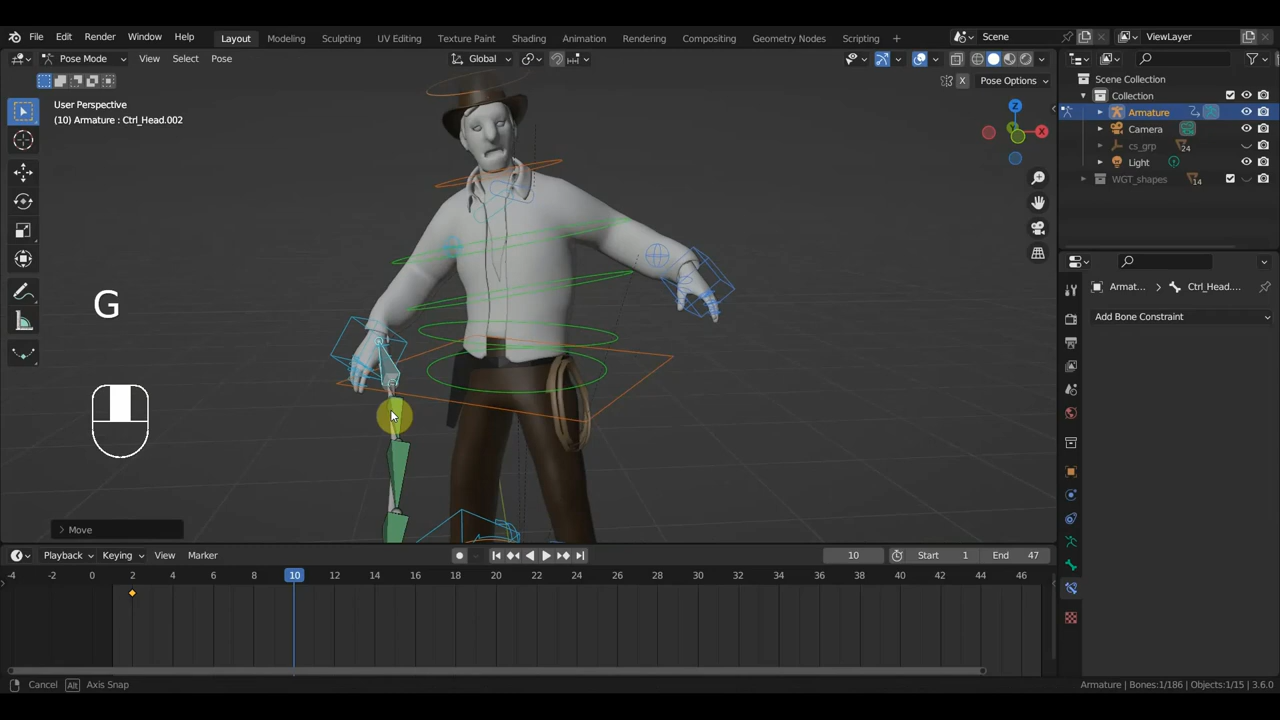 File Edit Render Window Help Layout Modeling Sculpting UV Editing Texture Paint Shading Animation Rendering Compositing Geometry Nodes Scripting + Scene ViewLayer
Pose Mode View Select Pose Global
X Pose Options
Scene Collection
Collection
Armature
Camera
cs_grp 24
Light
WGT_shapes 14
User Perspective
(10) Armature : Ctrl_Head.002
Z
X
Y
G
Move
Armat... > Ctrl_Head....
Add Bone Constraint
Playback Keying View Marker 10 Start 1 End 47
-4 -2 0 2 4 6 8 10 12 14 16 18 20 22 24 26 28 30 32 34 36 38 40 42 44 46
Cancel Alt Axis Snap Armature | Bones:1/186 | Objects:1/15 | 3.6.0